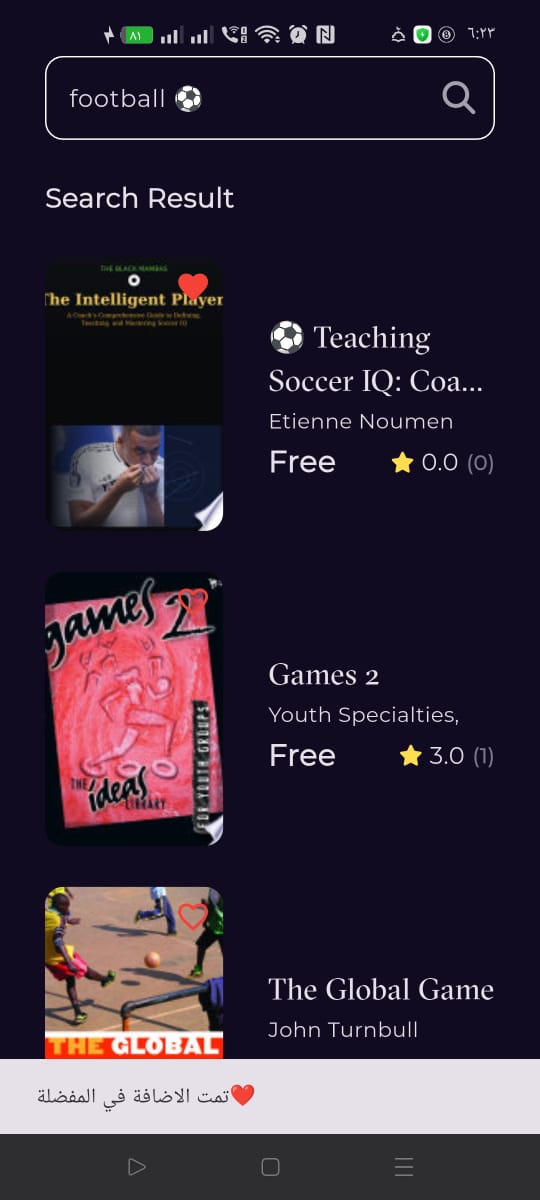 ٨١ ٦:٢٣
football ⚽
Search Result
THE BLACK MAMBAS
The Intelligent Player
A Coach's Comprehensive Guide to Defining,
Teaching, and Mastering Soccer IQ
⚽ Teaching
Soccer IQ: Coa...
Etienne Noumen
Free ⭐ 0.0 (0)
games 2
THE ideas LIBRARY
FOR YOUTH GROUPS
Games 2
Youth Specialties,
Free ⭐ 3.0 (1)
THE GLOBAL
The Global Game
John Turnbull
تمت الاضافة في المفضلة❤️